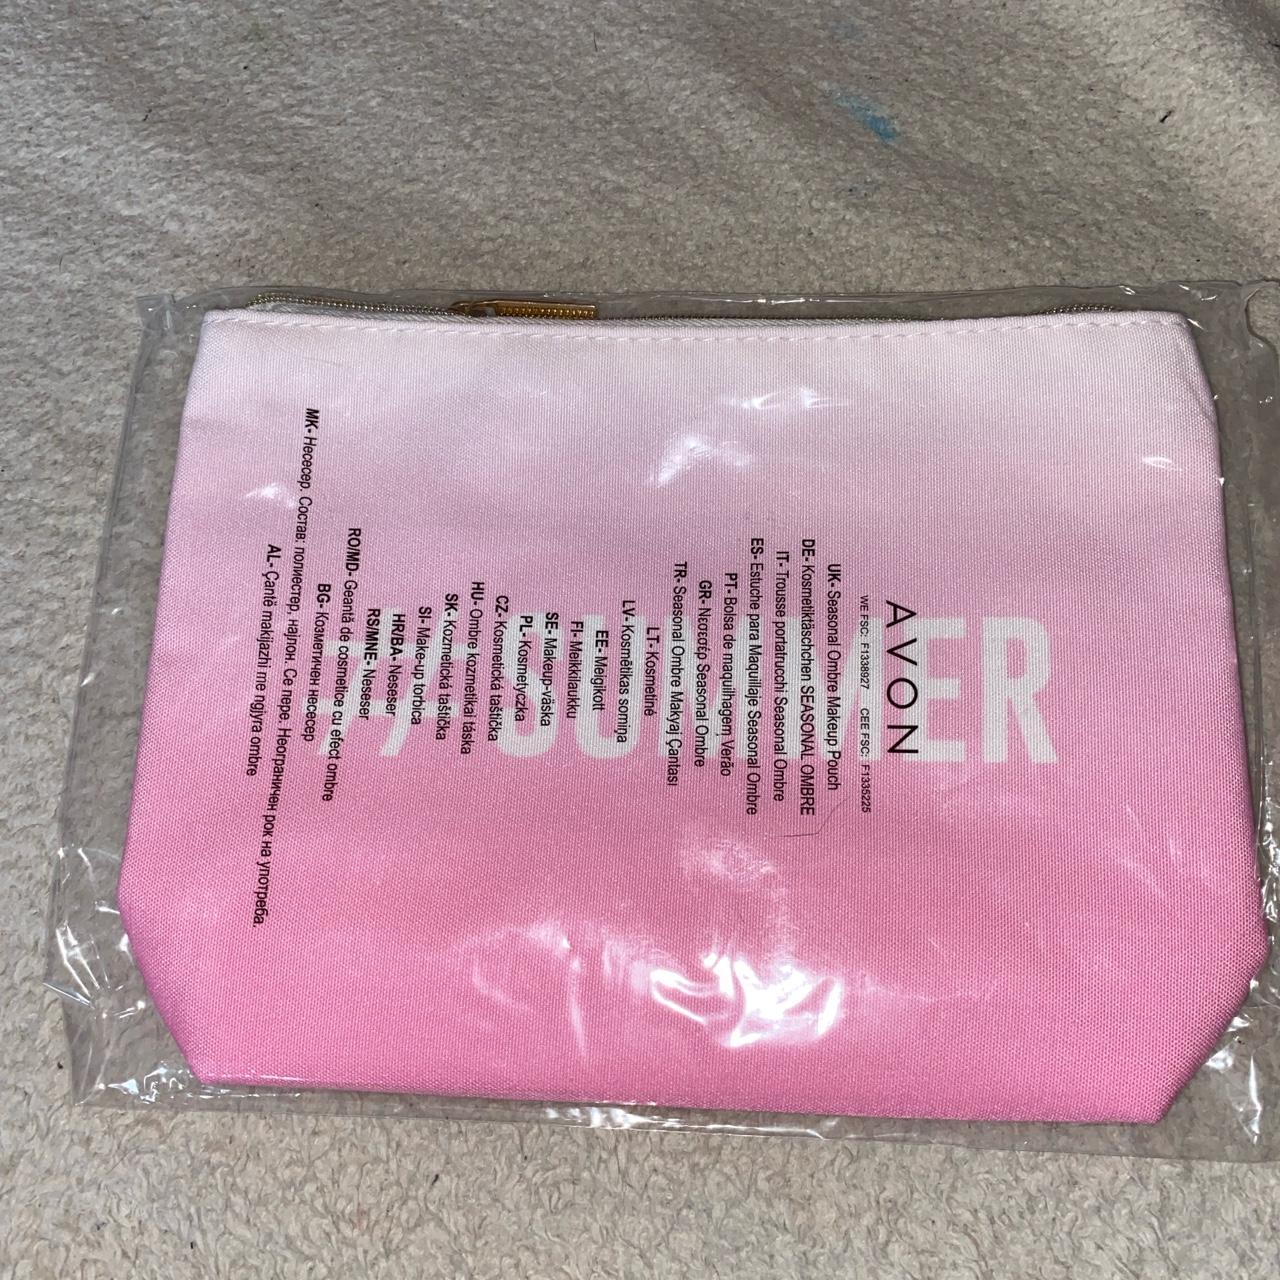 AVON
WE FSC: F1338927 CEE FSC: F1335225
UK- Seasonal Ombre Makeup Pouch
DE- Kosmetiktäschchen SEASONAL OMBRE
IT- Trousse portatrucchi Seasonal Ombre
ES- Estuche para Maquilaje Seasonal Ombre
PT- Bolsa de maquilhagem Verão
GR- Νεσεσέρ Seasonal Ombre
TR- Seasonal Ombre Makyaj Çantası
LT- Kosmetinė
LV- Kosmētikas somiņa
EE- Meigikott
FI- Meikkilaukku
SE- Makeup-väska
PL- Kosmetyczka
CZ- Kosmetická taštička
HU- Ombre kozmetikai táska
SK- Kozmetická taštička
SI- Make-up torbica
HR/BA- Neseser
RS/MNE- Neseser
RO/MD- Geantă de cosmetice cu efect ombre
BG- Козметичен несесер
MK- Несесер. Состав: полиестер, најлон. Се пере. Неограничен рок на употреба.
AL- Çantë makijazhi me ngjyra ombre
#SUMMER